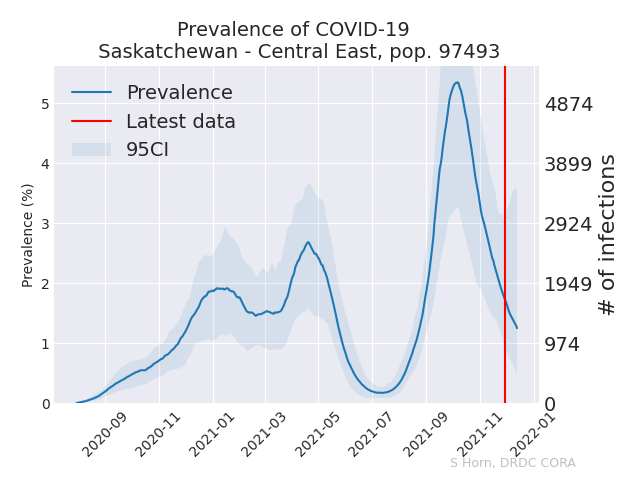 Prevalence of COVID-19
Saskatchewan - Central East, pop. 97493
Prevalence
Latest data
95CI
Prevalence (%)
5
4
3
2
1
0
4874
3899
2924
1949
974
0
# of infections
2020-09
2020-11
2021-01
2021-03
2021-05
2021-07
2021-09
2021-11
2022-01
S Horn, DRDC CORA